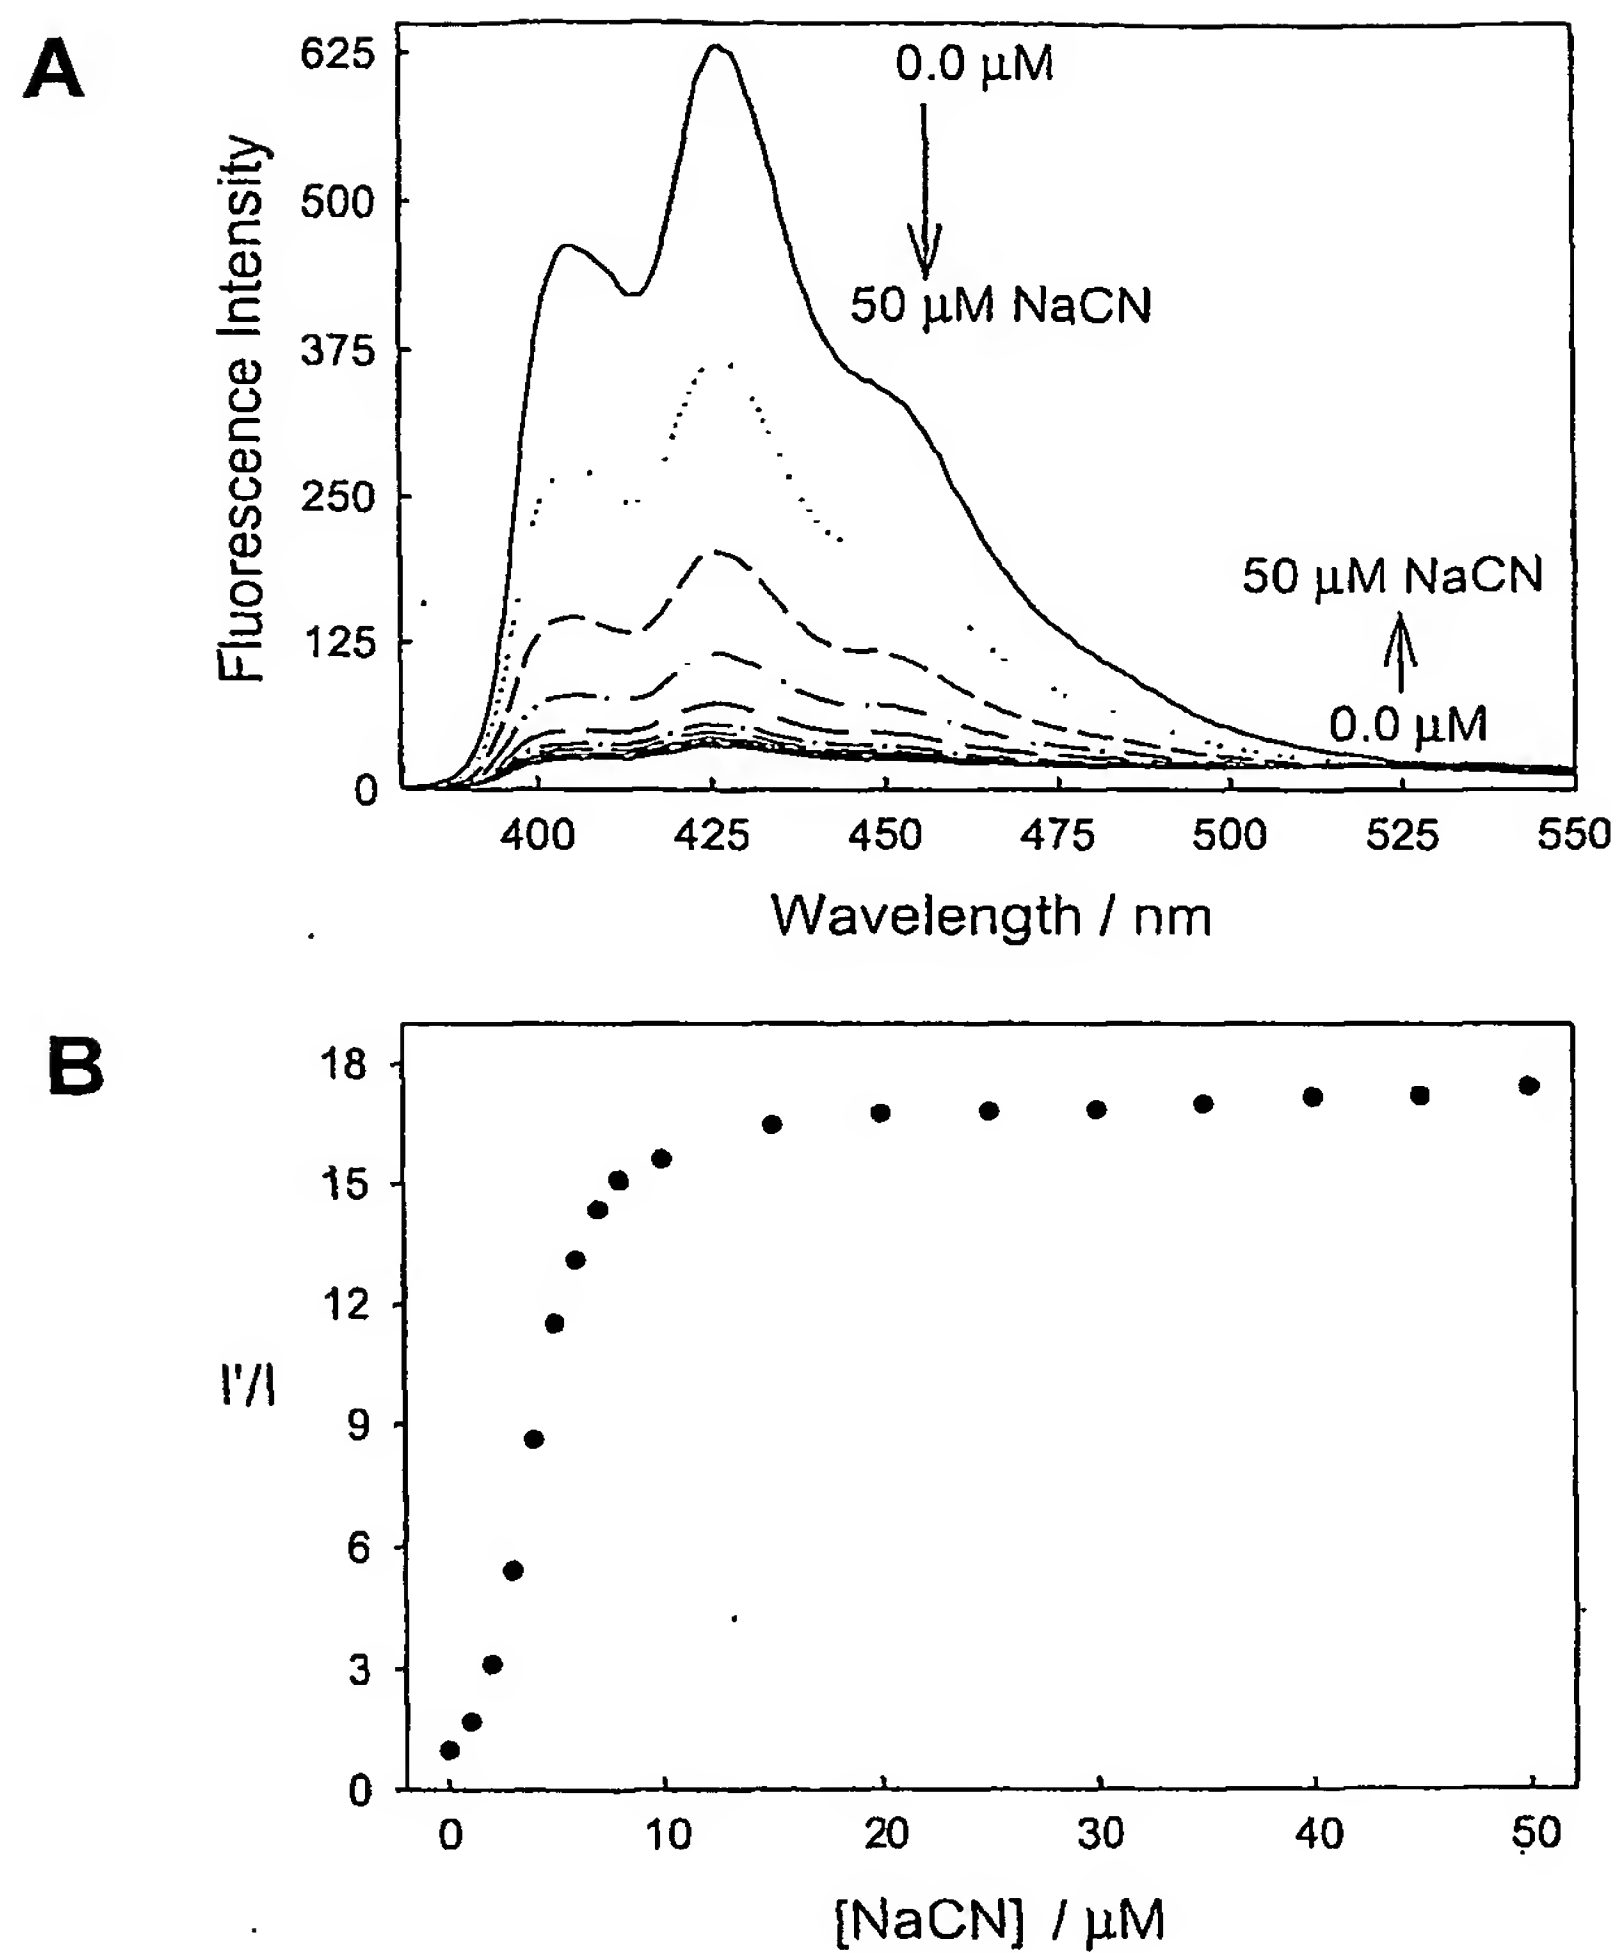 A
625
500
375
250
125
0
Fluorescence Intensity
0.0 μM
50 μM NaCN
50 μM NaCN
0.0 μM
400 425 450 475 500 525 550
Wavelength / nm
B
18
15
12
9
6
3
0
I'/I
0 10 20 30 40 50
[NaCN] / μM